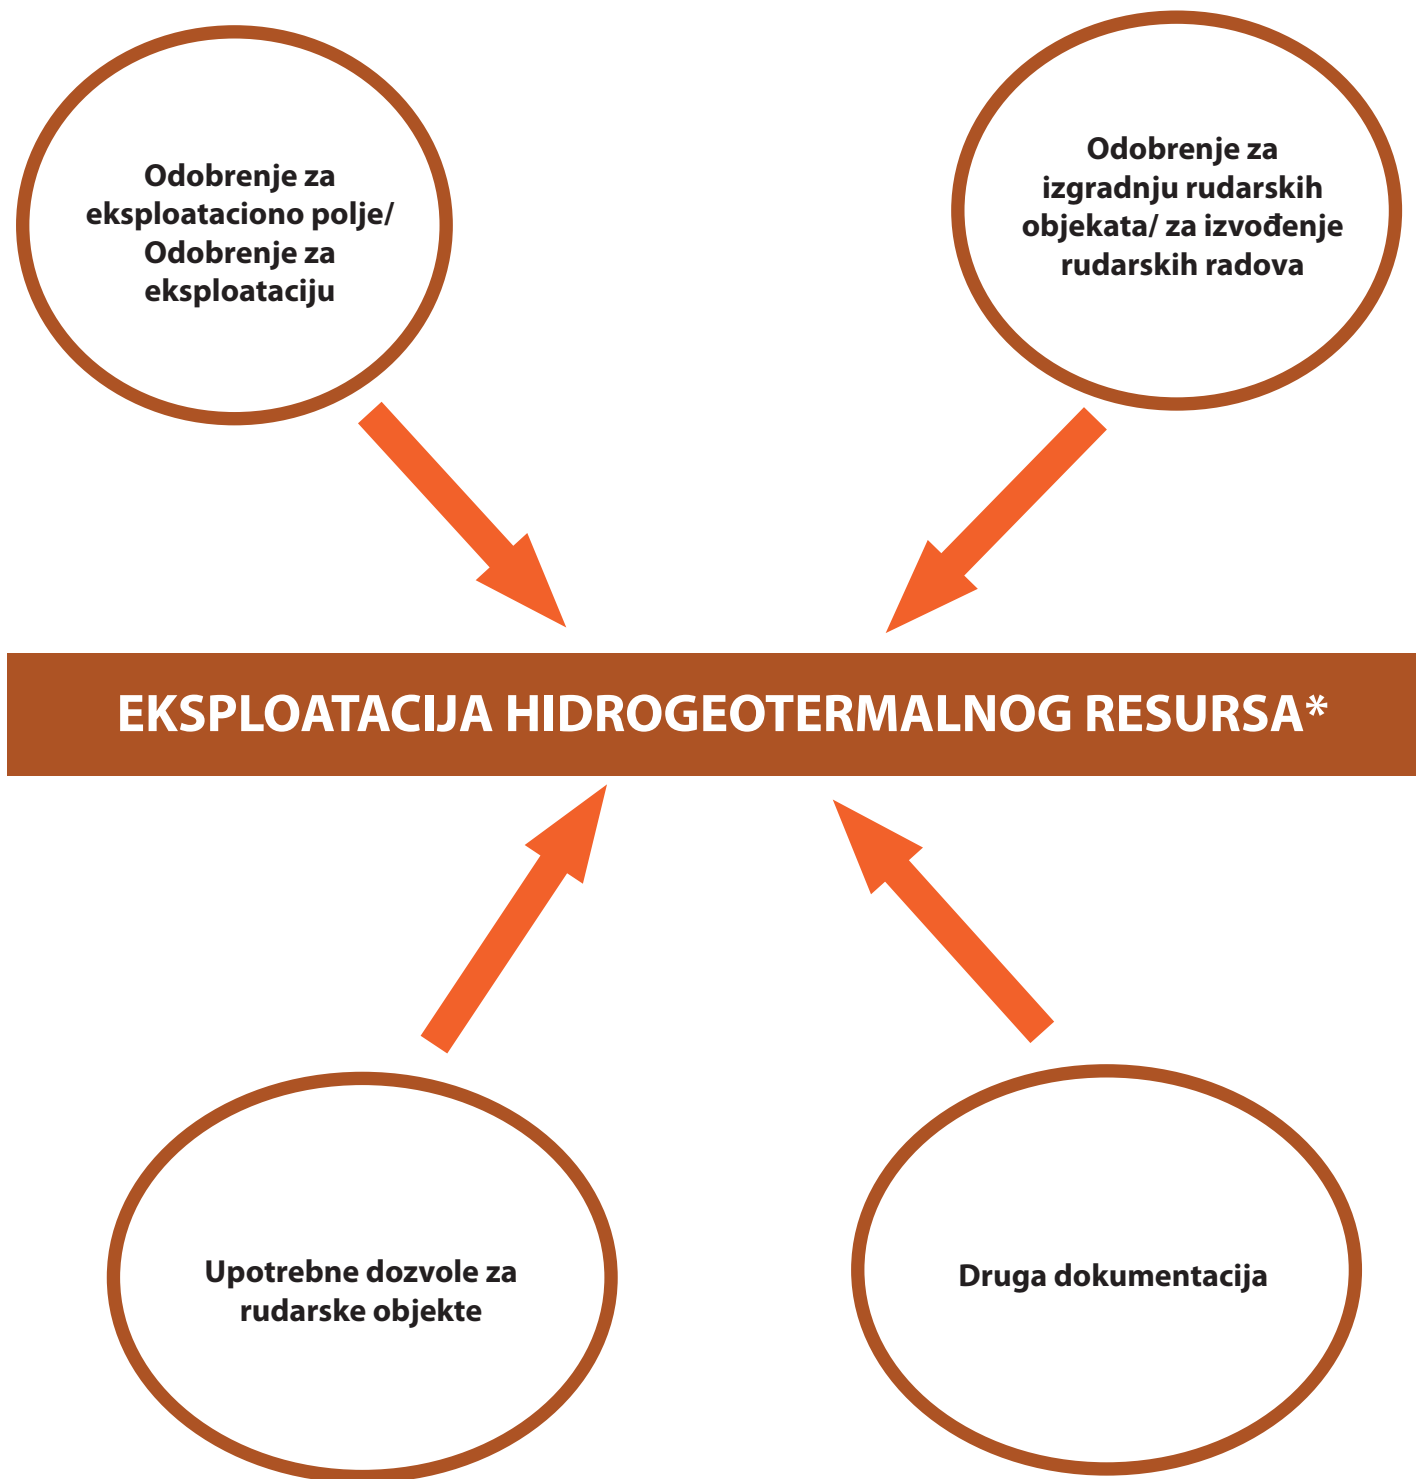 Odobrenje za
eksploataciono polje/
Odobrenje za
eksploataciju
Odobrenje za
izgradnju rudarskih
objekata/ za izvođenje
rudarskih radova
EKSPLOATACIJA HIDROGEOTERMALNOG RESURSA*
Upotrebne dozvole za
rudarske objekte
Druga dokumentacija